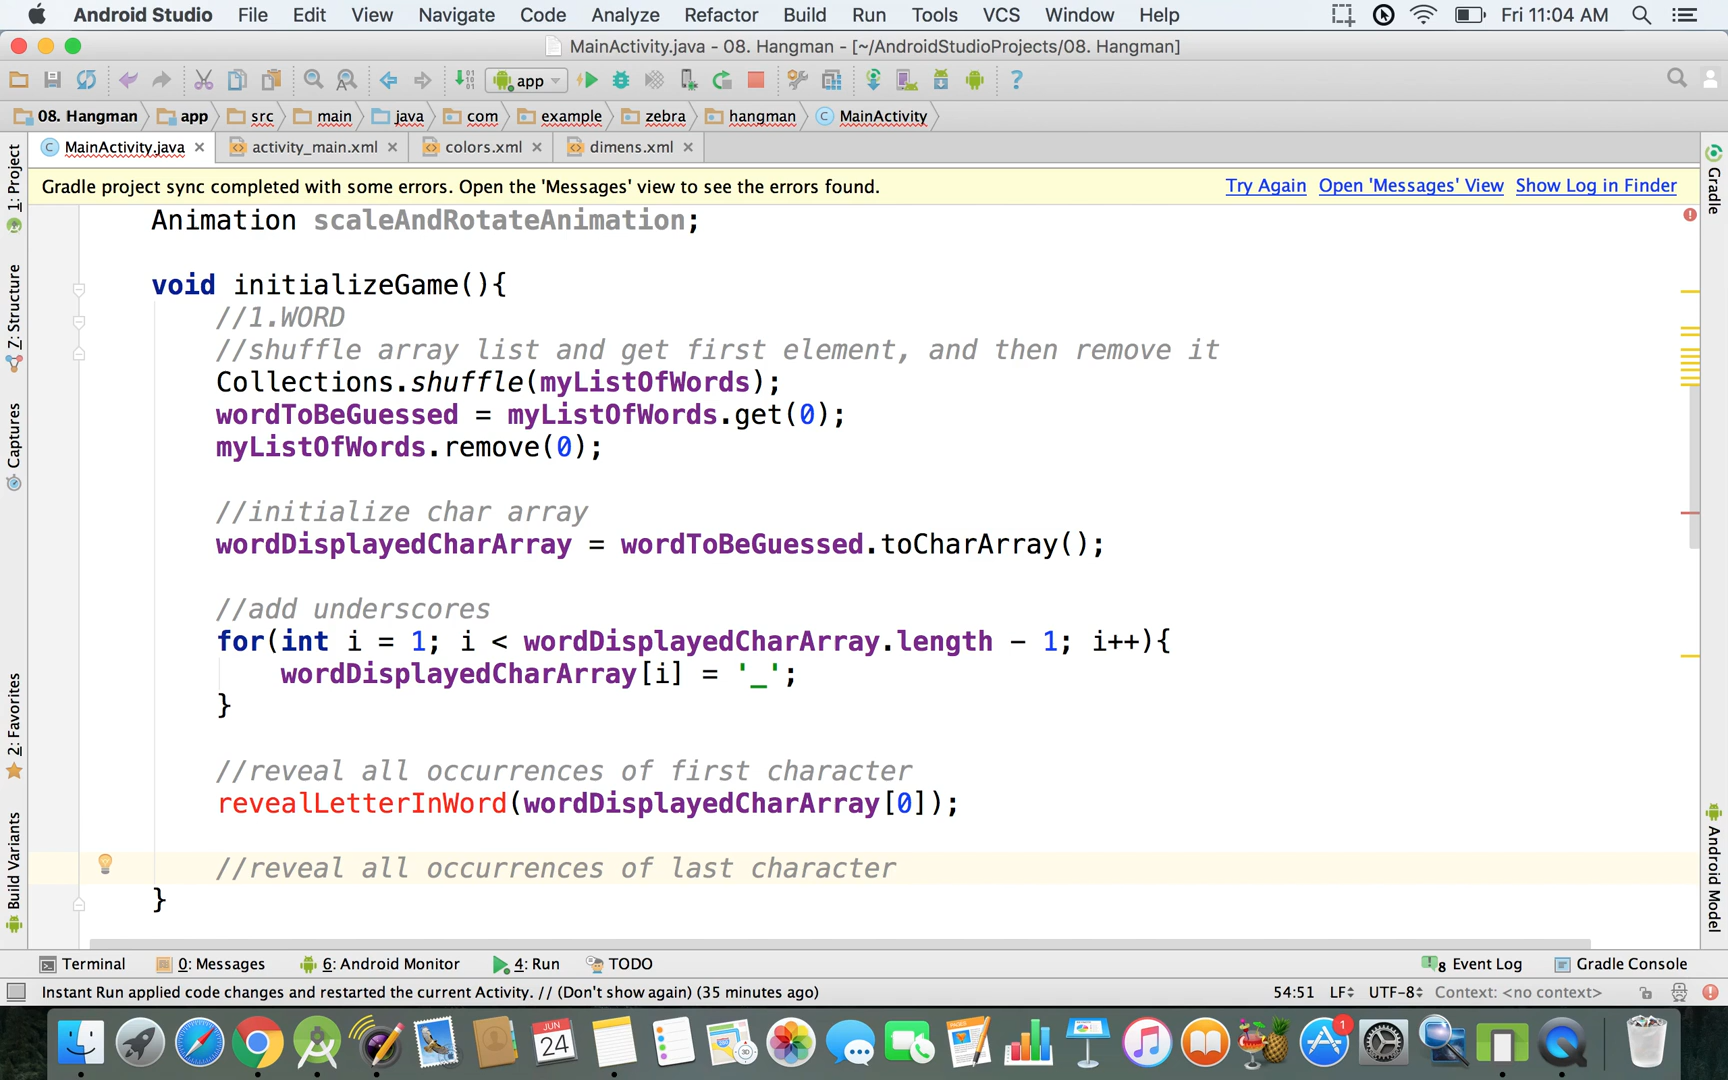 Android Studio File Edit View Navigate Code Analyze Refactor Build Run Tools VCS Window Help Fri 11:04 AM
MainActivity.java - 08. Hangman - [~/AndroidStudioProjects/08. Hangman]
app
08. Hangman app src main java com example zebra hangman MainActivity
MainActivity.java activity_main.xml colors.xml dimens.xml
Gradle project sync completed with some errors. Open the 'Messages' view to see the errors found. Try Again Open 'Messages' View Show Log in Finder
1: Project
7: Structure
Captures
2: Favorites
Build Variants
Animation scaleAndRotateAnimation;
void initializeGame(){
//1.WORD
//shuffle array list and get first element, and then remove it
Collections.shuffle(myListOfWords);
wordToBeGuessed = myListOfWords.get(0);
myListOfWords.remove(0);
//initialize char array
wordDisplayedCharArray = wordToBeGuessed.toCharArray();
//add underscores
for(int i = 1; i < wordDisplayedCharArray.length - 1; i++){
wordDisplayedCharArray[i] = '_';
}
//reveal all occurrences of first character
revealLetterInWord(wordDisplayedCharArray[0]);
//reveal all occurrences of last character
}
Gradle
Android Model
Terminal 0: Messages 6: Android Monitor 4: Run TODO 8 Event Log Gradle Console
Instant Run applied code changes and restarted the current Activity. // (Don't show again) (35 minutes ago) 54:51 LF UTF-8 Context: <no context>
JUN
24
1